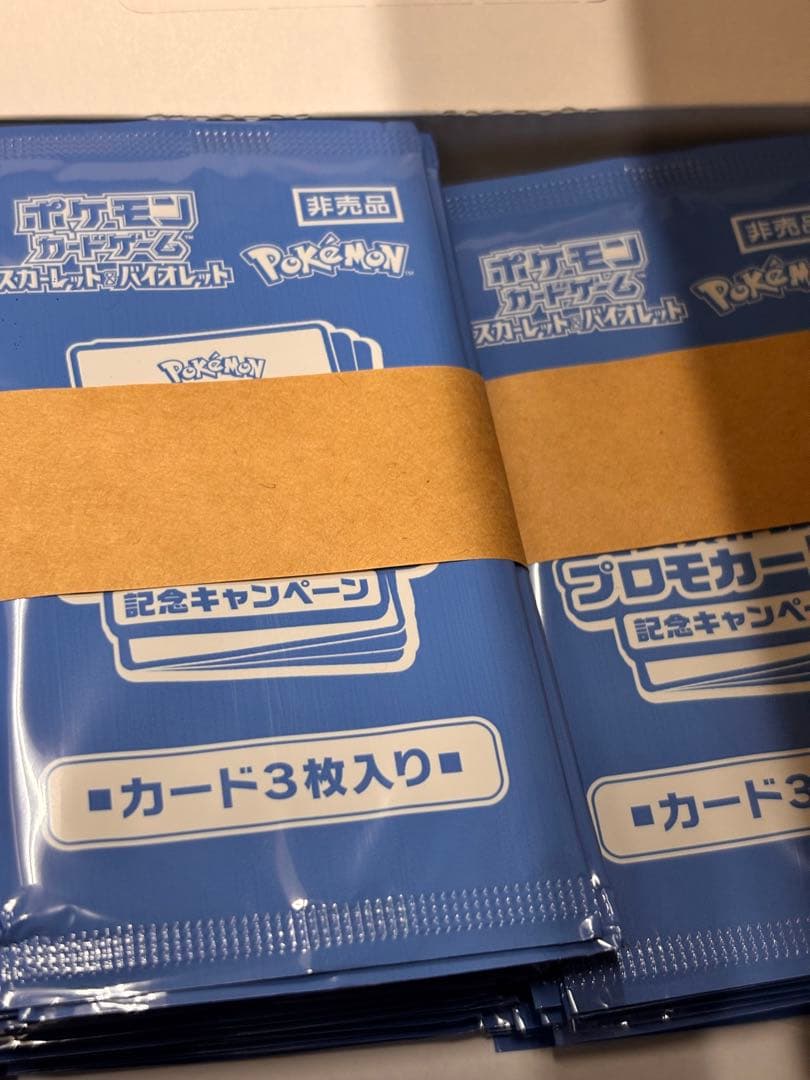 ポケモン
カードゲーム™
スカーレット&バイオレット
非売品
Pokémon™
Pokémon
記念キャンペーン
■カード3枚入り■
ポケモン
カードゲーム
スカーレット&バイオレット
非売品
Pokémon
プロモカード
記念キャンペーン
■カード3